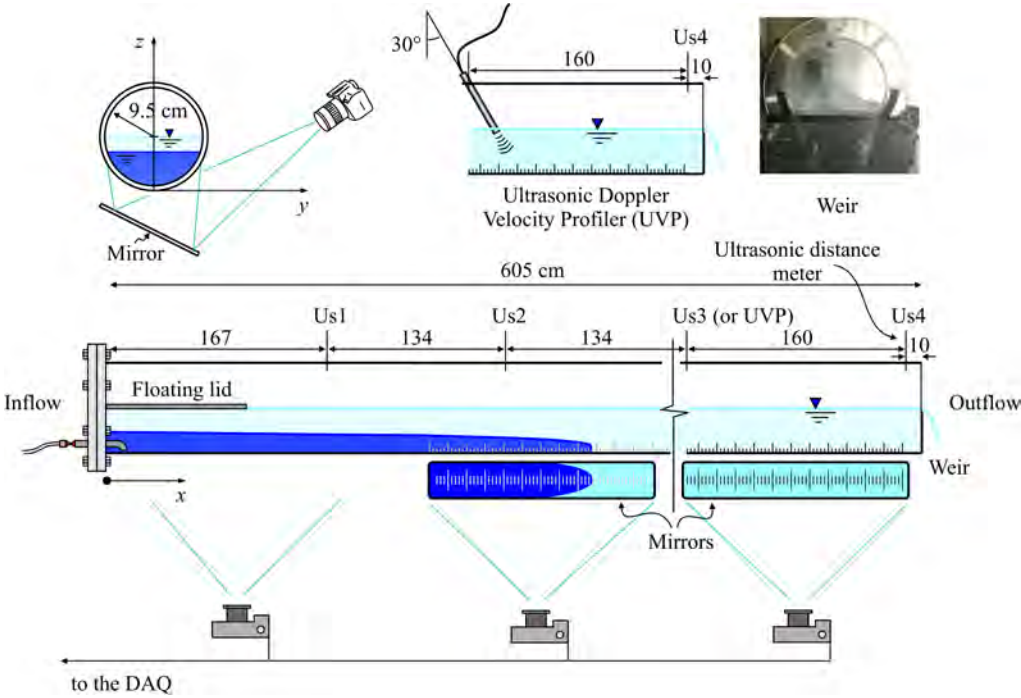 z
9.5 cm
y
Mirror
30°
160
Us4
10
Ultrasonic Doppler
Velocity Profiler (UVP)
Weir
Ultrasonic distance
meter
605 cm
Us1
Us2
Us3 (or UVP)
Us4
167
134
134
160
10
Floating lid
Inflow
Outflow
Weir
x
Mirrors
to the DAQ